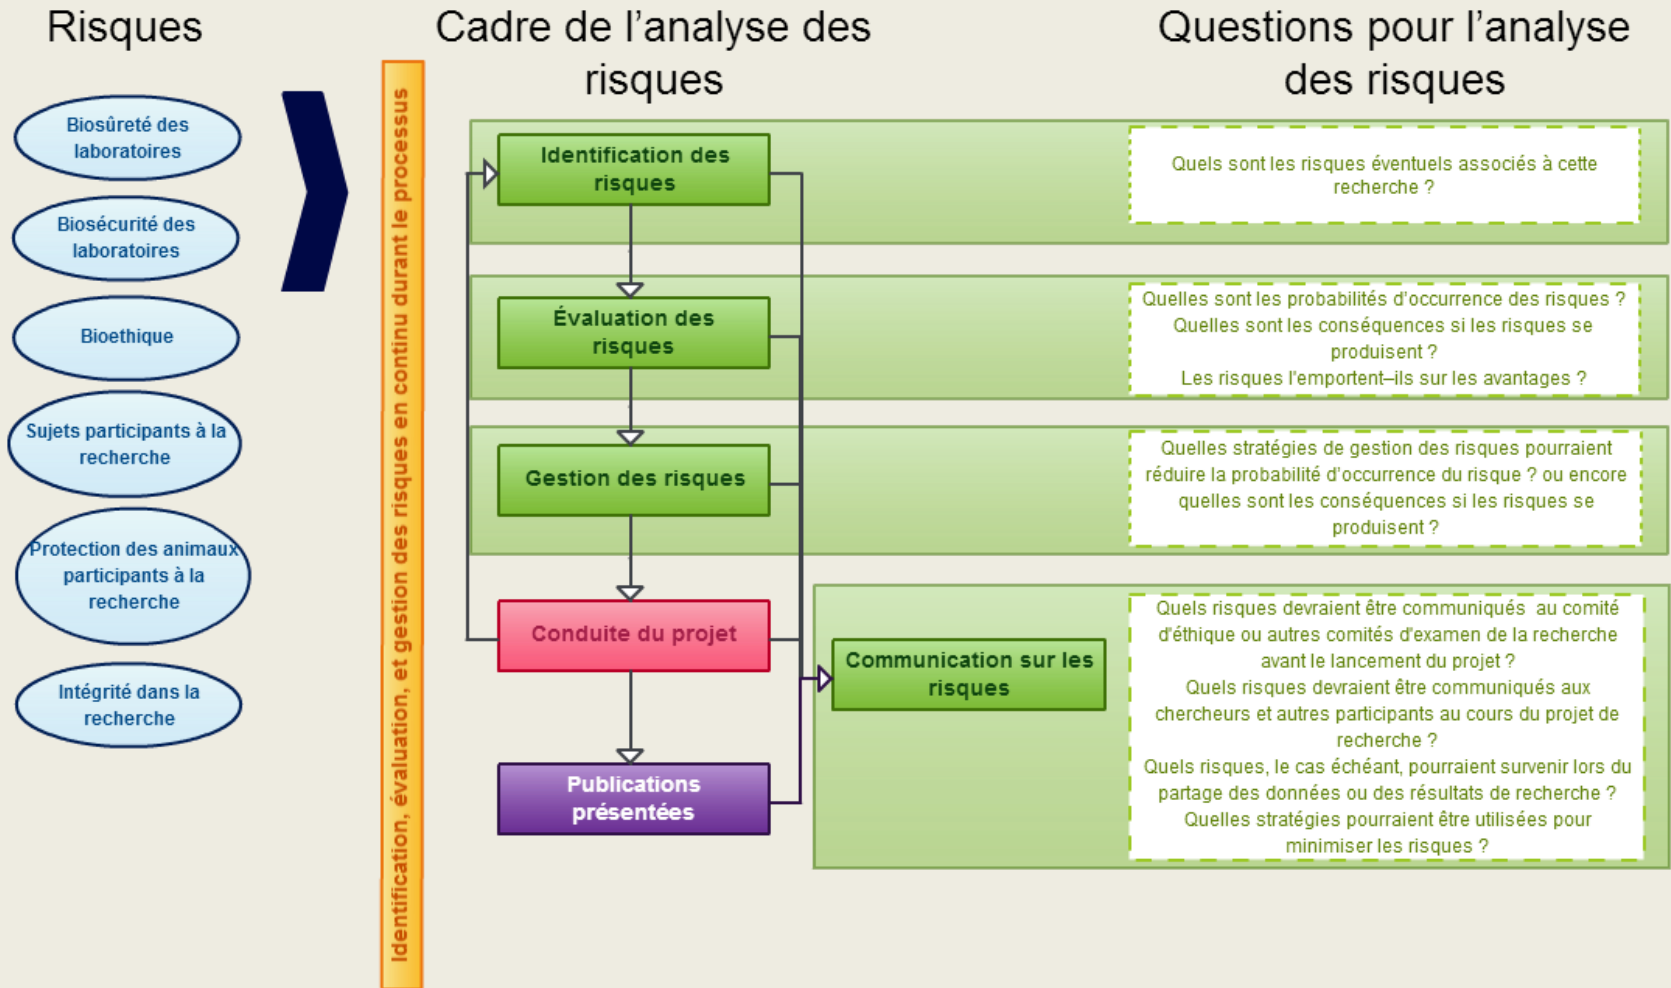 Risques
Biosûreté des
laboratoires
Biosécurité des
laboratoires
Bioethique
Sujets participants à la
recherche
Protection des animaux
participants à la
recherche
Intégrité dans la
recherche
Identification, évaluation, et gestion des risques en continu durant le processus
Cadre de l'analyse des
risques
Identification des
risques
Évaluation des
risques
Gestion des risques
Conduite du projet
Publications
présentées
Communication sur les
risques
Questions pour l'analyse
des risques
Quels sont les risques éventuels associés à cette
recherche ?
Quelles sont les probabilités d'occurrence des risques ?
Quelles sont les conséquences si les risques se
produisent ?
Les risques l'emportent–ils sur les avantages ?
Quelles stratégies de gestion des risques pourraient
réduire la probabilité d'occurrence du risque ? ou encore
quelles sont les conséquences si les risques se
produisent ?
Quels risques devraient être communiqués au comité
d'éthique ou autres comités d'examen de la recherche
avant le lancement du projet ?
Quels risques devraient être communiqués aux
chercheurs et autres participants au cours du projet de
recherche ?
Quels risques, le cas échéant, pourraient survenir lors du
partage des données ou des résultats de recherche ?
Quelles stratégies pourraient être utilisées pour
minimiser les risques ?